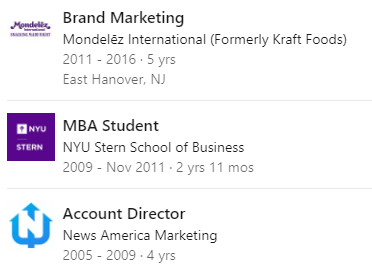 Mondelēz
International
Brand Marketing
Mondelēz International (Formerly Kraft Foods)
2011 - 2016 · 5 yrs
East Hanover, NJ
NYU
STERN
MBA Student
NYU Stern School of Business
2009 - Nov 2011 · 2 yrs 11 mos
Account Director
News America Marketing
2005 - 2009 · 4 yrs